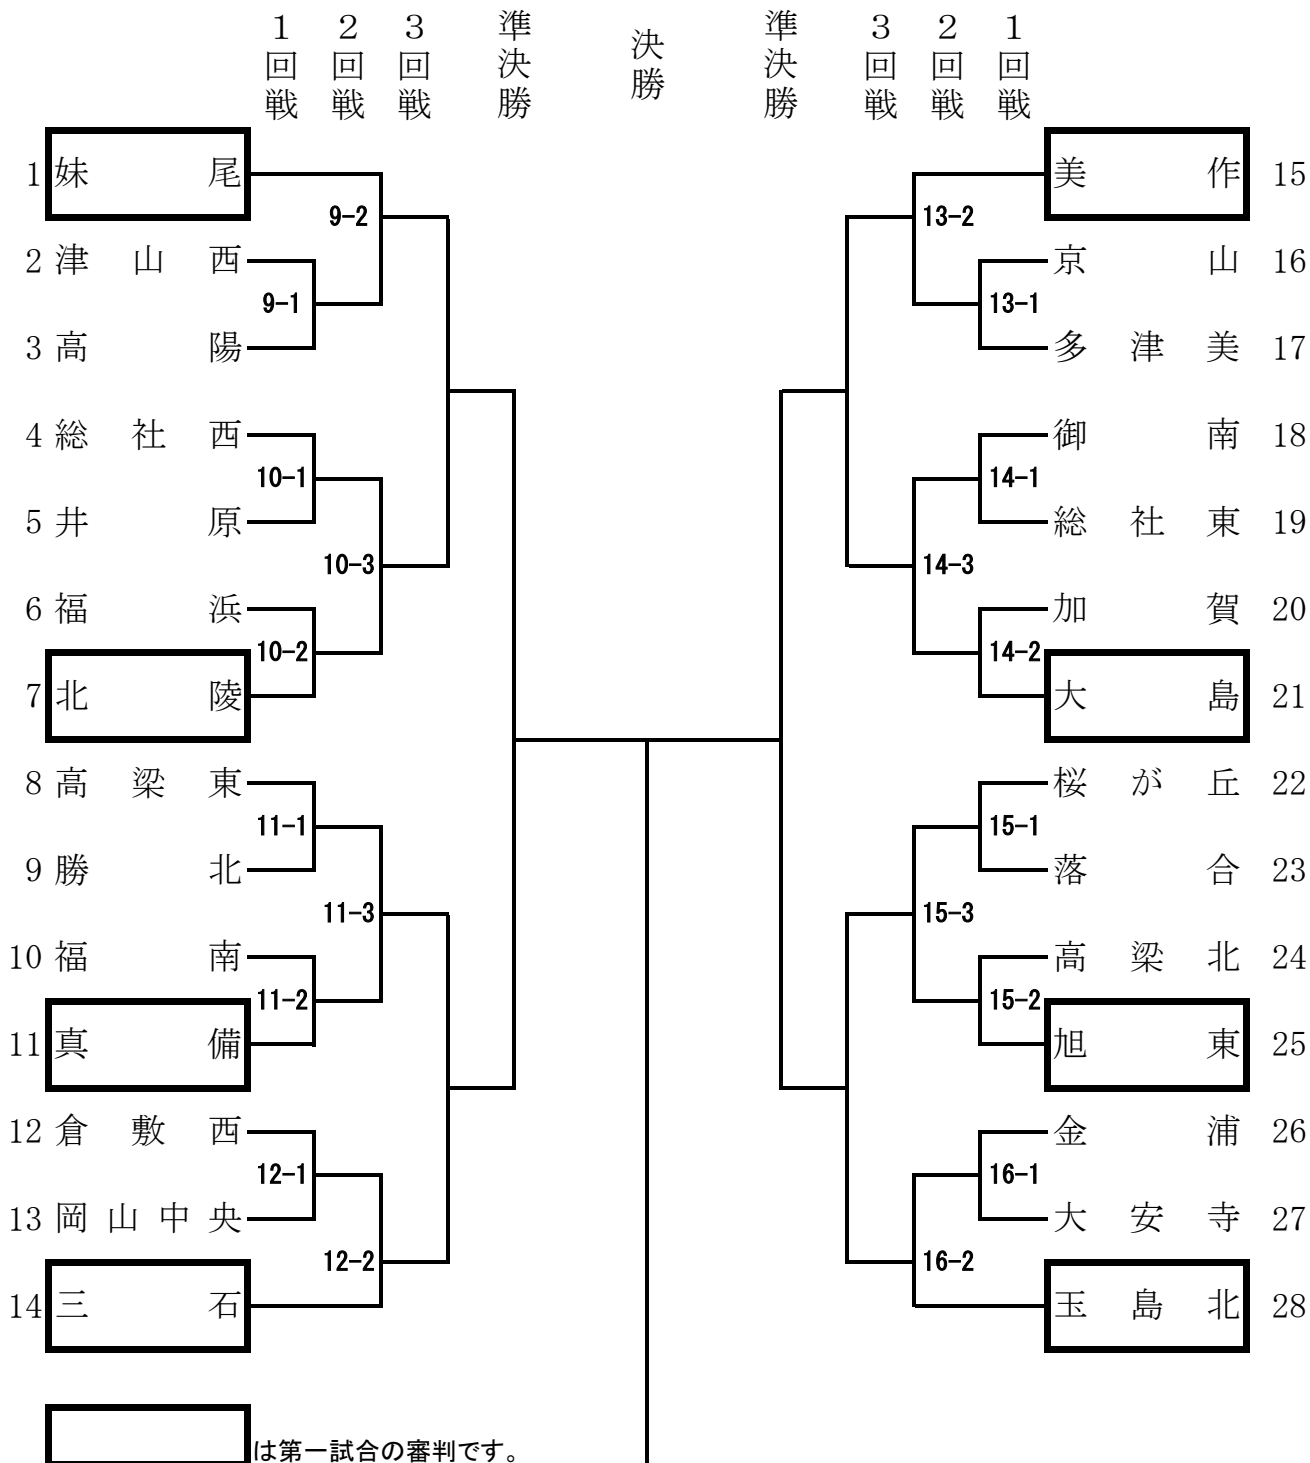 1回戦 2回戦 3回戦 準決勝 決勝 準決勝 3回戦 2回戦 1回戦
1 妹尾 美作 15
9-2 13-2
2 津山西 京山 16
9-1 13-1
3 高陽 多津美 17
4 総社西 御南 18
10-1 14-1
5 井原 総社東 19
10-3 14-3
6 福浜 加賀 20
10-2 14-2
7 北陵 大島 21
8 高梁東 桜が丘 22
11-1 15-1
9 勝北 落合 23
11-3 15-3
10 福南 高梁北 24
11-2 15-2
11 真備 旭東 25
12 倉敷西 金浦 26
12-1 16-1
13 岡山中央 大安寺 27
12-2 16-2
14 三石 玉島北 28
は第一試合の審判です。